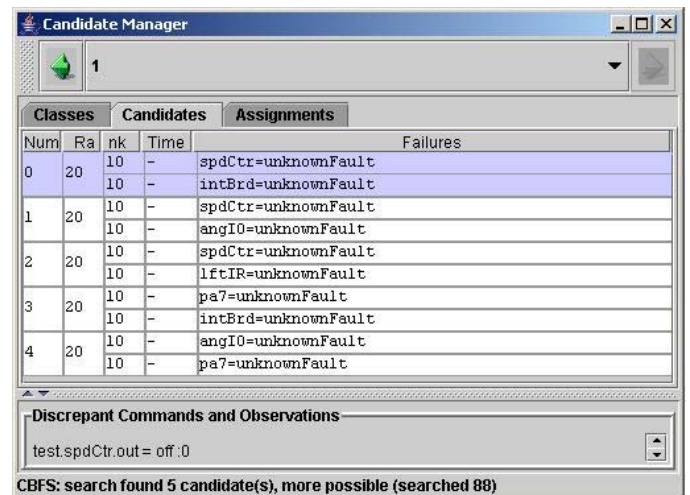 Candidate Manager
1
Classes Candidates Assignments
Num Ra nk Time Failures
0 20 10 - spdCtr=unknownFault
10 - intBrd=unknownFault
1 20 10 - spdCtr=unknownFault
10 - angIO=unknownFault
2 20 10 - spdCtr=unknownFault
10 - lftIR=unknownFault
3 20 10 - pa7=unknownFault
10 - intBrd=unknownFault
4 20 10 - angIO=unknownFault
10 - pa7=unknownFault
Discrepant Commands and Observations
test.spdCtr.out = off :0
CBFS: search found 5 candidate(s), more possible (searched 88)